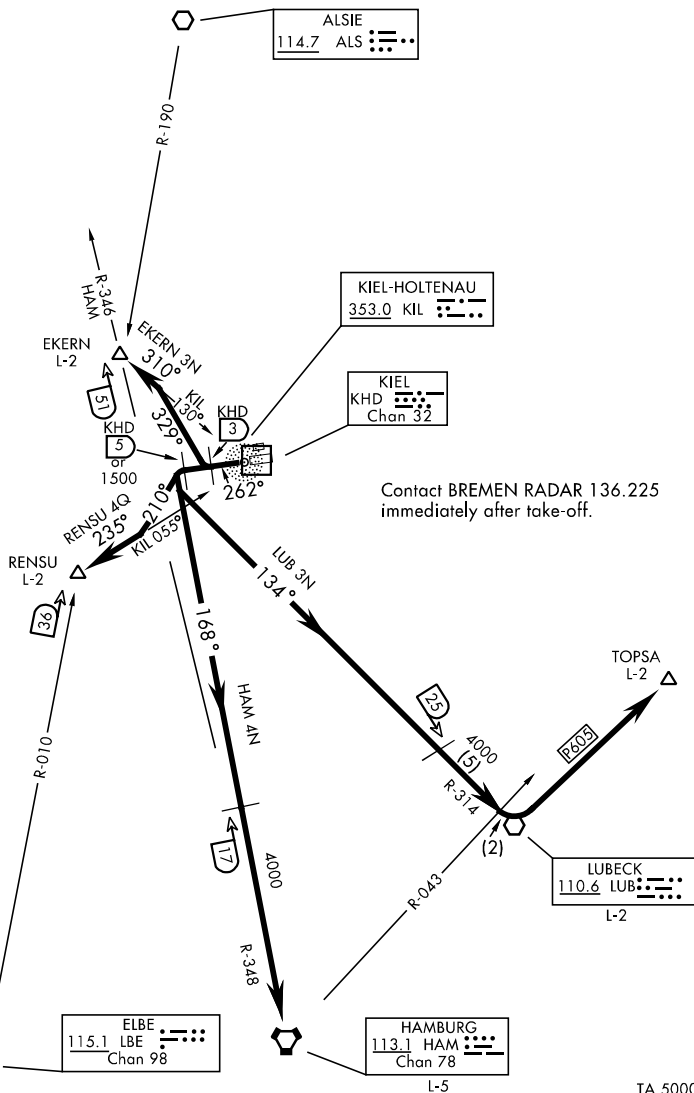 ALSIE
114.7 ALS
R-190
R-346
HAM
KIEL-HOLTENAU
353.0 KIL
EKERN
L-2
EKERN 3N
310°
51
329°
KIL
130°
KHD
3
KIEL
KHD
Chan 32
KHD
5
or
1500
262°
Contact BREMEN RADAR 136.225
immediately after take-off.
RENSU 4Q
210°
235°
KIL 055°
RENSU
L-2
36
LUB 3N
134°
168°
TOPSA
L-2
HAM 4N
25
4000
(5)
P605
R-010
R-314
17
(2)
4000
LUBECK
110.6 LUB
L-2
R-043
R-348
ELBE
115.1 LBE
Chan 98
HAMBURG
113.1 HAM
Chan 78
L-5
TA 5000